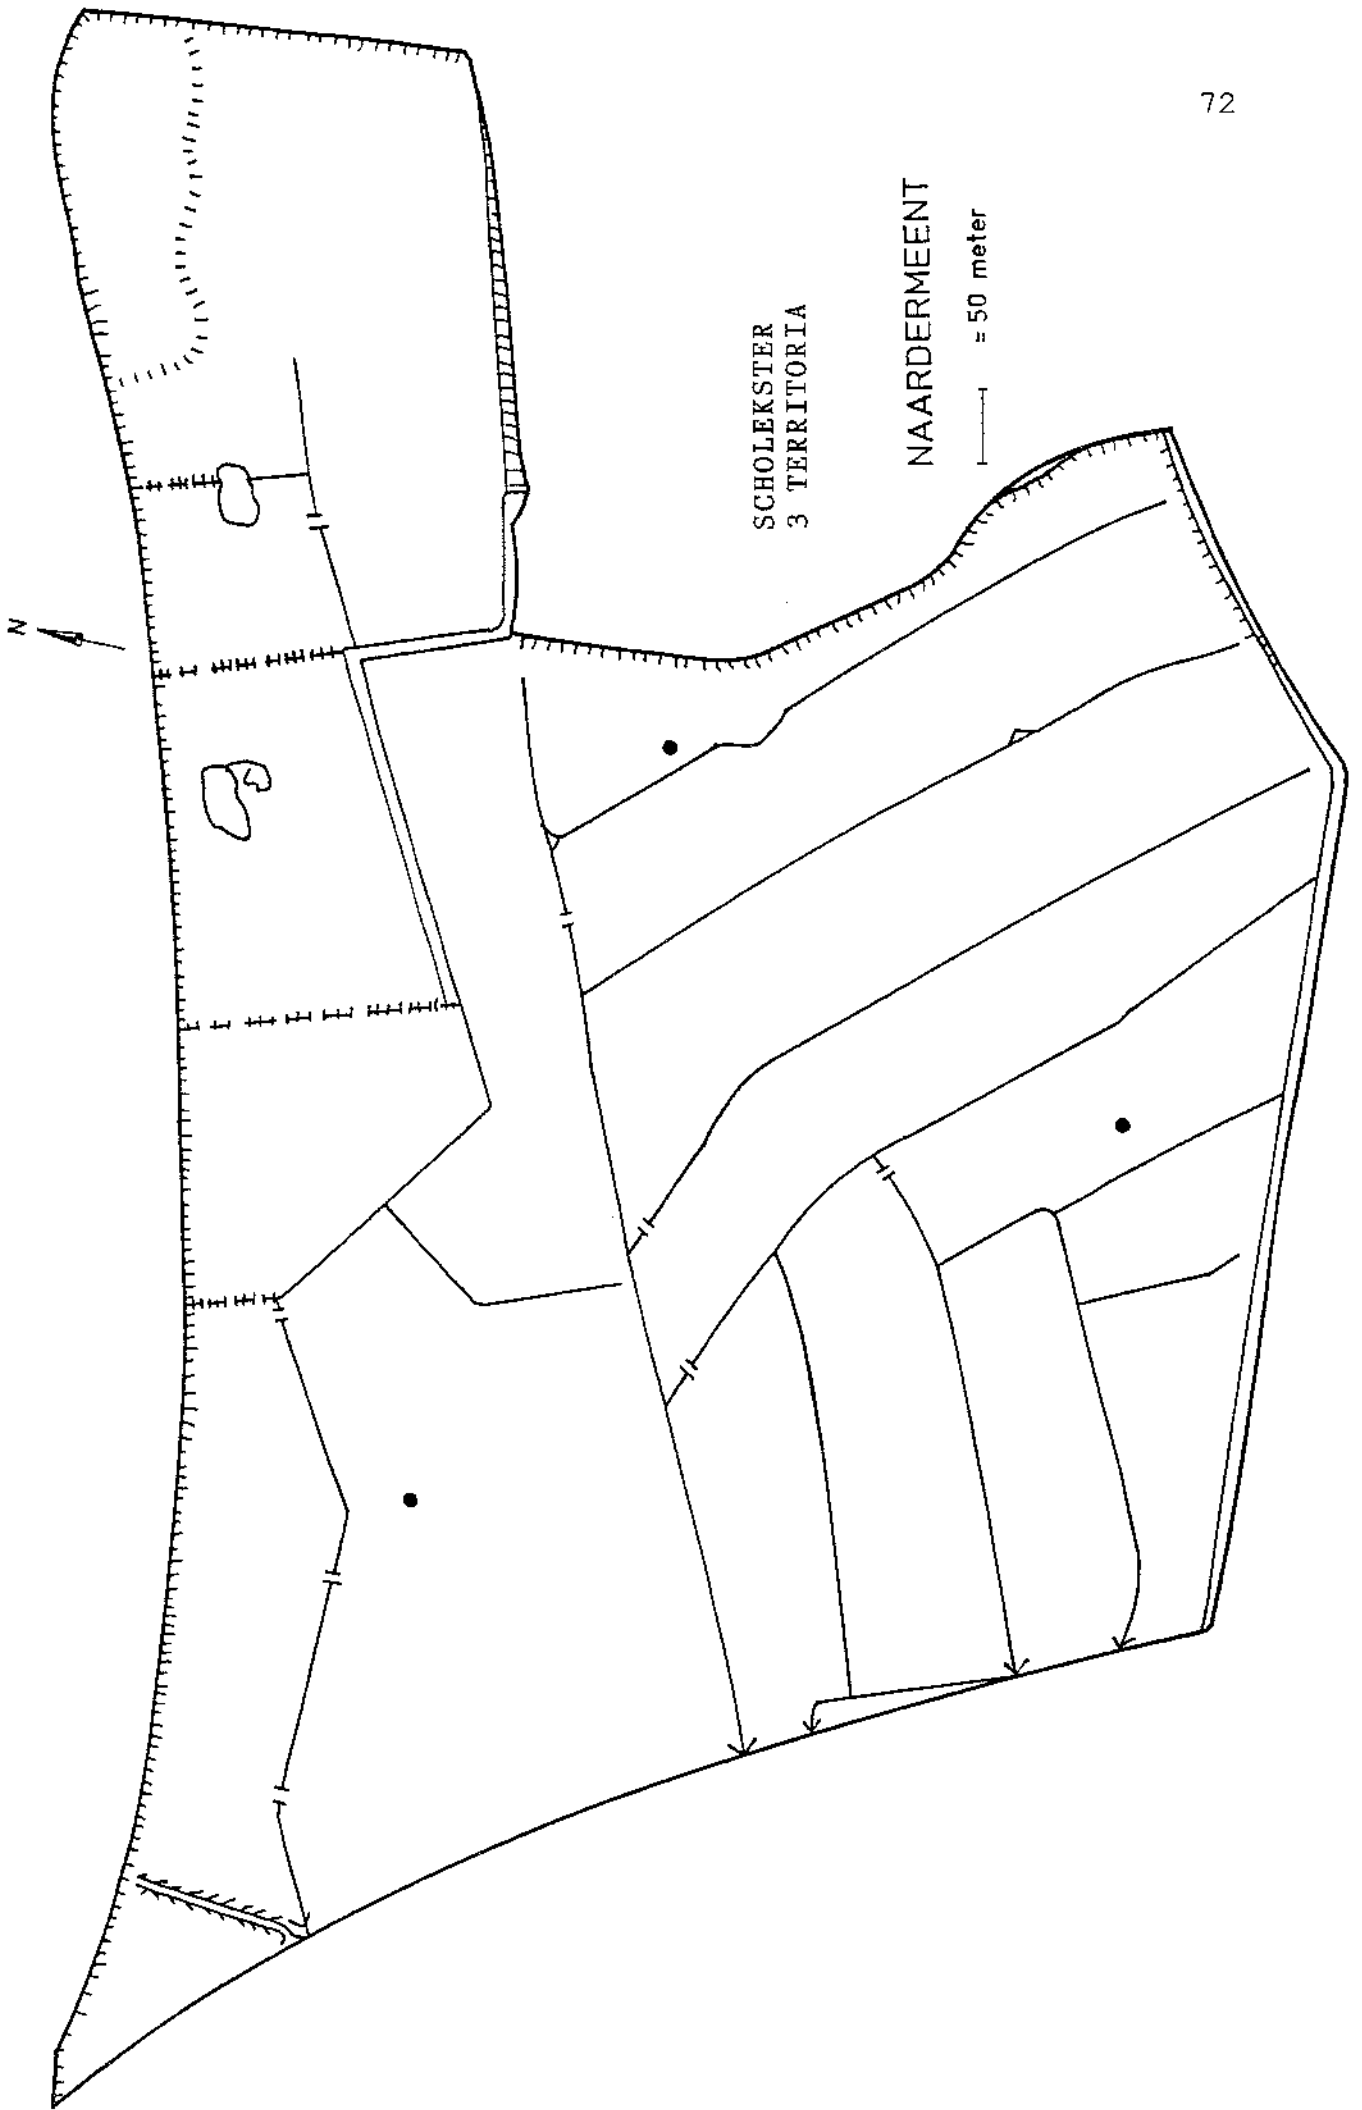 72
N
SCHOLEKSTER
3 TERRITORIA
NAARDERMEENT
= 50 meter